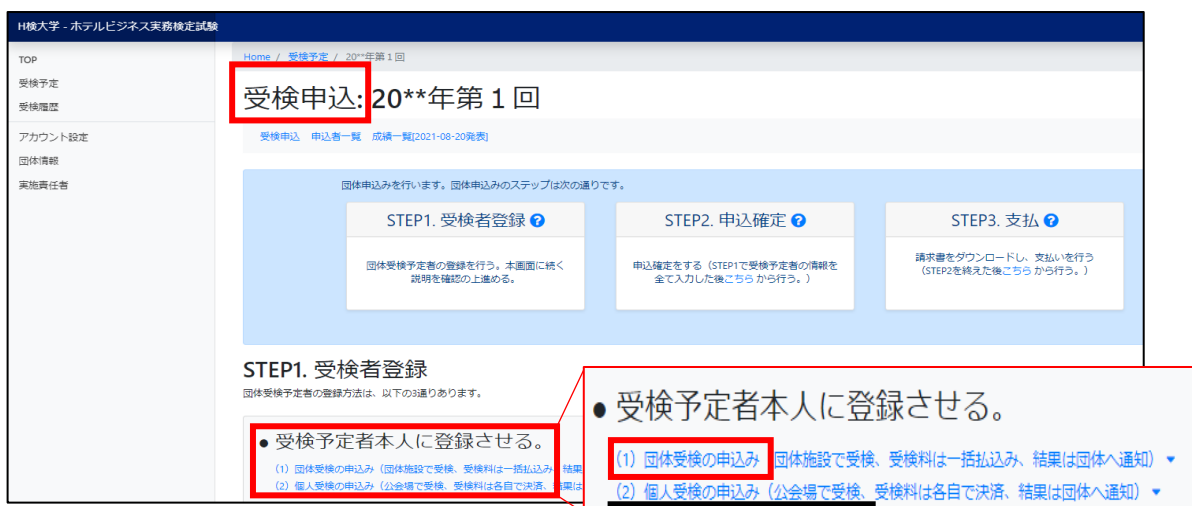 H検大学 - ホテルビジネス実務検定試験
TOP
受検予定
受検履歴
アカウント設定
団体情報
実施責任者
Home / 受検予定 / 20**年第1回
受検申込: 20**年第1回
受検申込 申込者一覧 成績一覧[2021-08-20発表]
団体申込みを行います。団体申込みのステップは次の通りです。
STEP1. 受検者登録 ?
団体受検予定者の登録を行う。本画面に続く
説明を確認の上進める。
STEP2. 申込確定 ?
申込確定をする（STEP1で受検予定者の情報を
全て入力した後こちら から行う。）
STEP3. 支払 ?
請求書をダウンロードし、支払いを行う
（STEP2を終えた後こちら から行う。）
STEP1. 受検者登録
団体受検予定者の登録方法は、以下の3通りあります。
● 受検予定者本人に登録させる。
（1）団体受検の申込み（団体施設で受検、受検料は一括払込み、結果
（2）個人受検の申込み（公会場で受検、受検料は各自で決済、結果は
● 受検予定者本人に登録させる。
（1）団体受検の申込み 団体施設で受検、受検料は一括払込み、結果は団体へ通知）▼
（2）個人受検の申込み（公会場で受検、受検料は各自で決済、結果は団体へ通知）▼